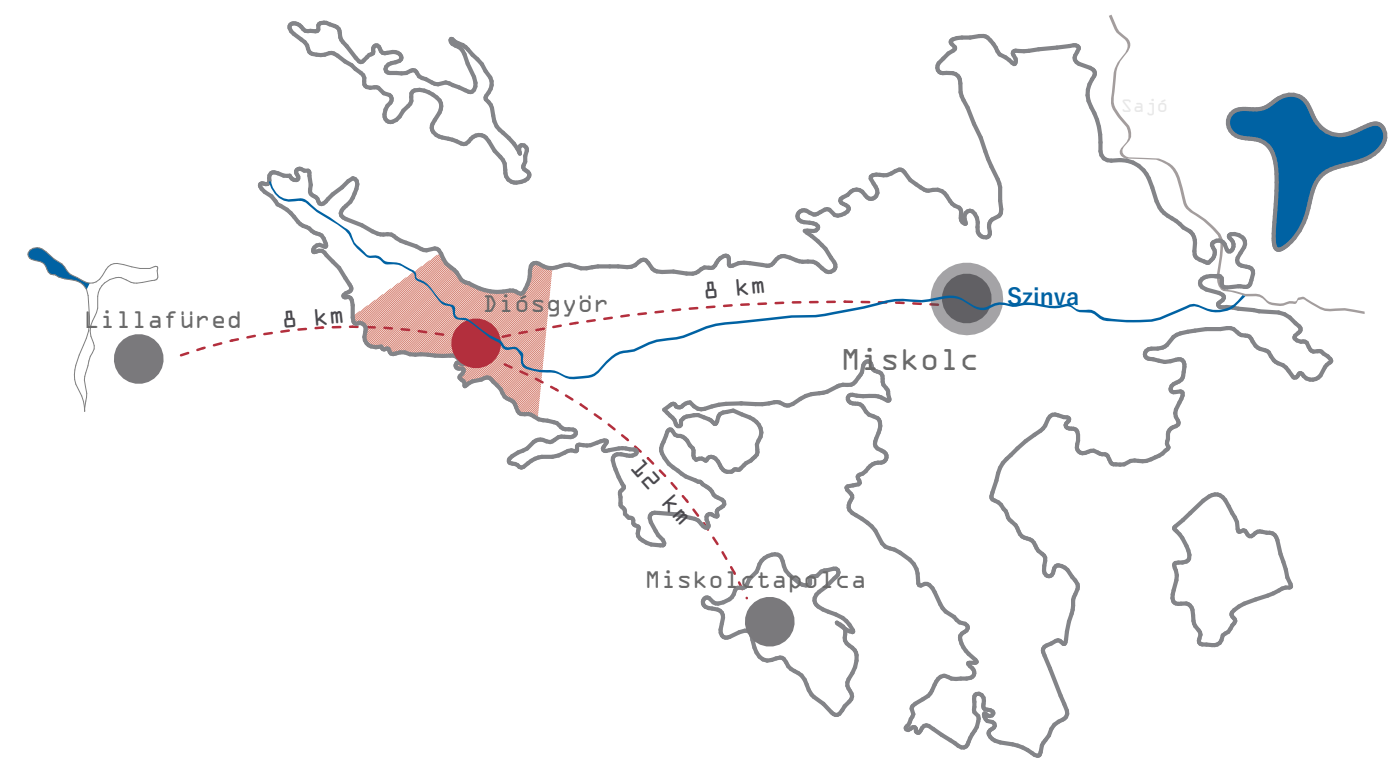 Sajó
8 km
Szinva
Diósgyör
Lillafüred
8 km
Miskolc
12 km
Miskolctapolca